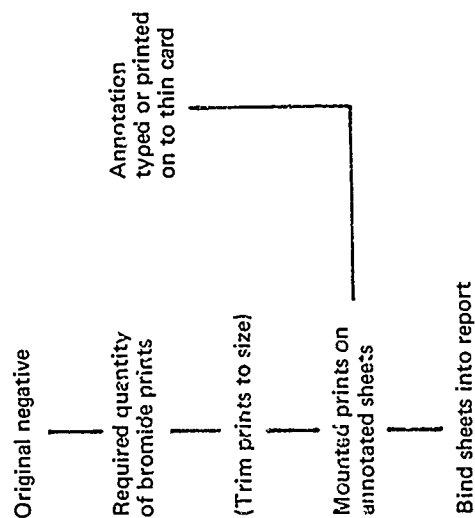 Original negative
Required quantity
of bromide prints
(Trim prints to size)
Mounted prints on
annotated sheets
Bind sheets into report
Annotation
typed or printed
on to thin card